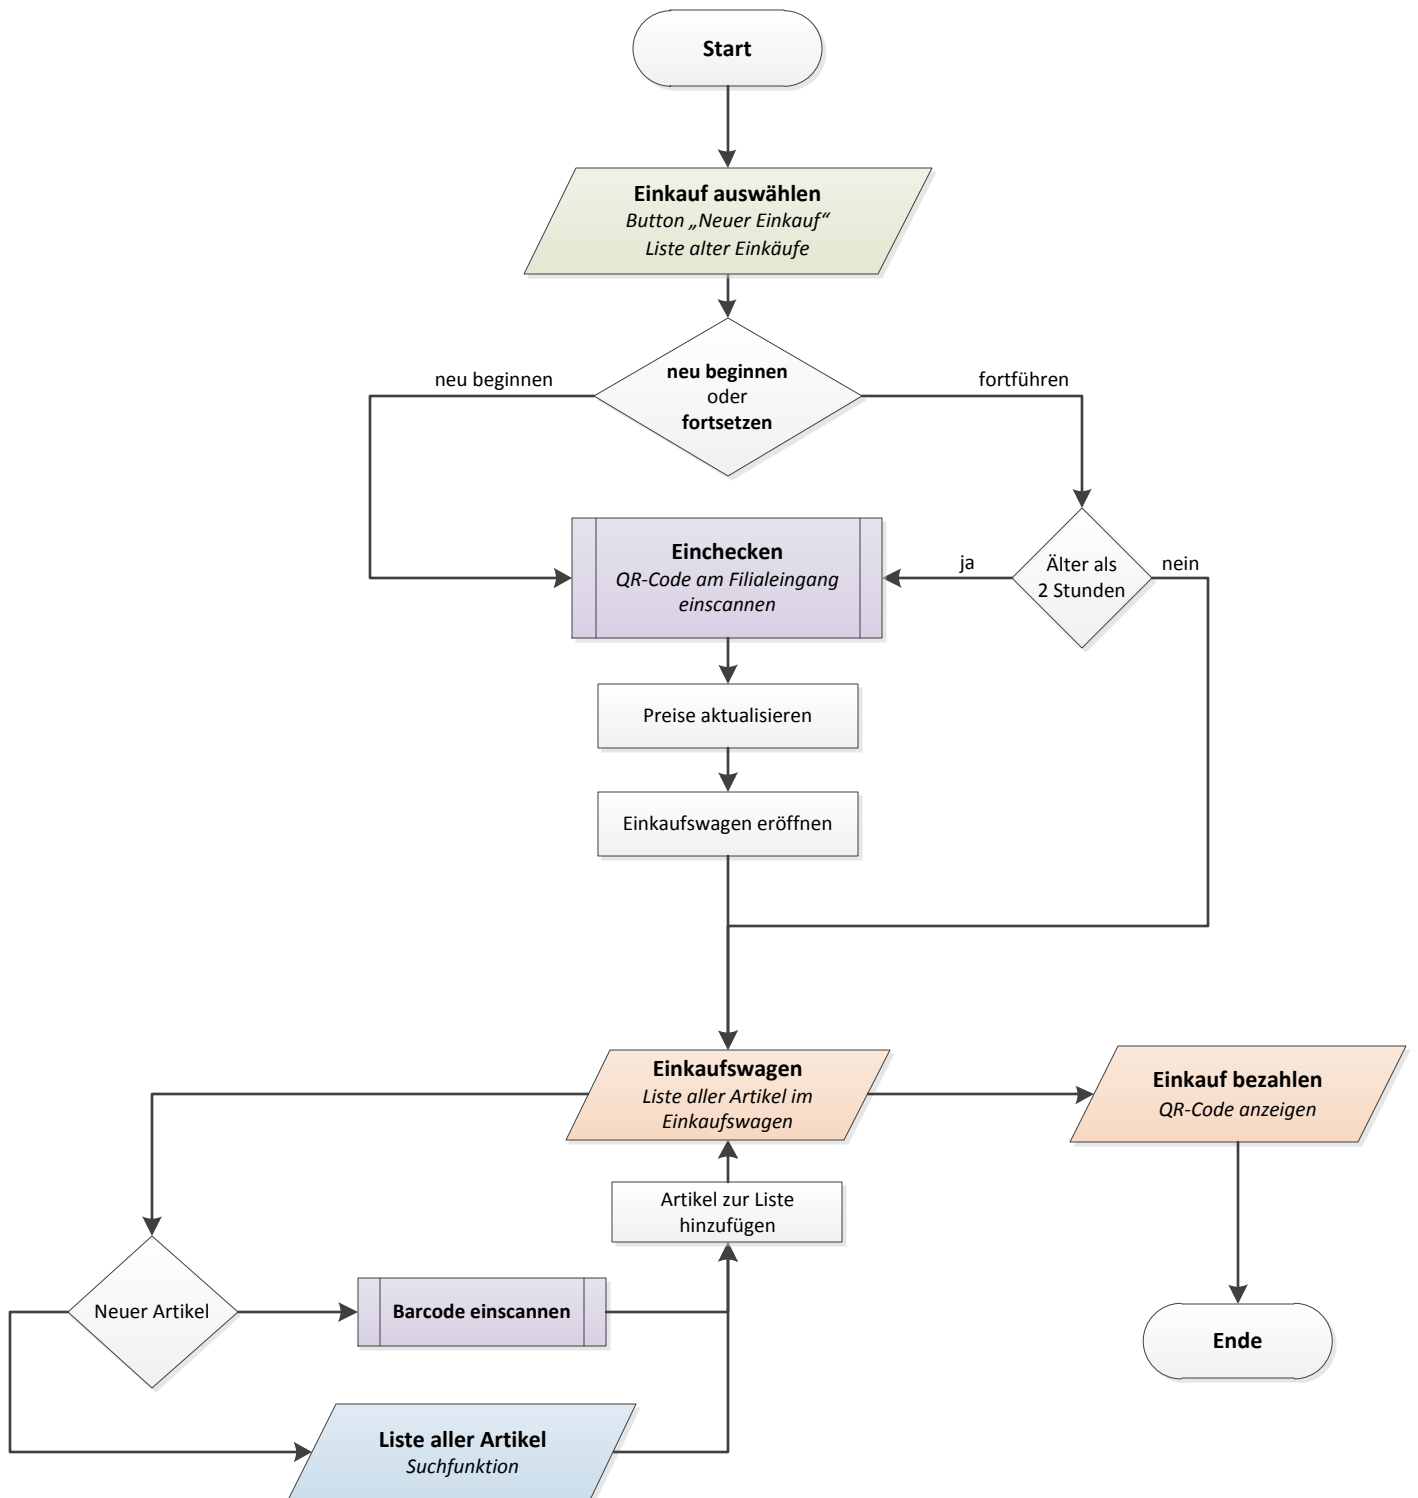 Start
Einkauf auswählen
Button „Neuer Einkauf“
Liste alter Einkäufe
neu beginnen
neu beginnen
oder
fortsetzen
fortführen
Einchecken
QR-Code am Filialeingang
einscannen
ja
Älter als
2 Stunden
nein
Preise aktualisieren
Einkaufswagen eröffnen
Einkaufswagen
Liste aller Artikel im
Einkaufswagen
Einkauf bezahlen
QR-Code anzeigen
Artikel zur Liste
hinzufügen
Neuer Artikel
Barcode einscannen
Ende
Liste aller Artikel
Suchfunktion